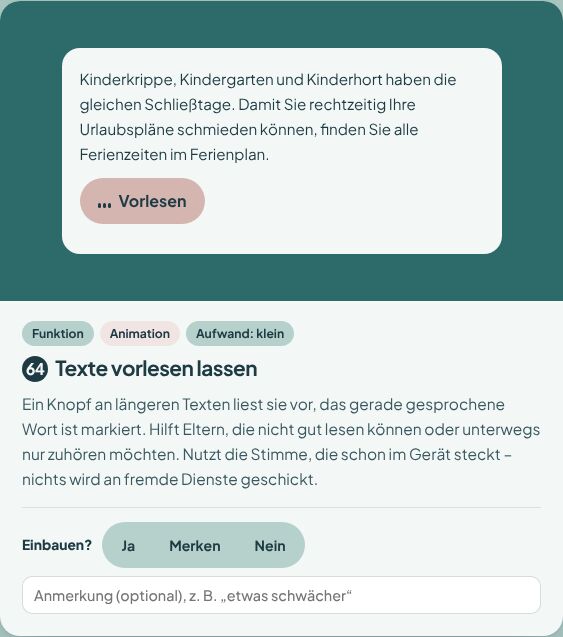 Kinderkrippe, Kindergarten und Kinderhort haben die
gleichen Schließtage. Damit Sie rechtzeitig Ihre
Urlaubspläne schmieden können, finden Sie alle
Ferienzeiten im Ferienplan.
... Vorlesen
Funktion Animation Aufwand: klein
64 Texte vorlesen lassen
Ein Knopf an längeren Texten liest sie vor, das gerade gesprochene
Wort ist markiert. Hilft Eltern, die nicht gut lesen können oder unterwegs
nur zuhören möchten. Nutzt die Stimme, die schon im Gerät steckt –
nichts wird an fremde Dienste geschickt.
Einbauen? Ja Merken Nein
Anmerkung (optional), z. B. „etwas schwächer“